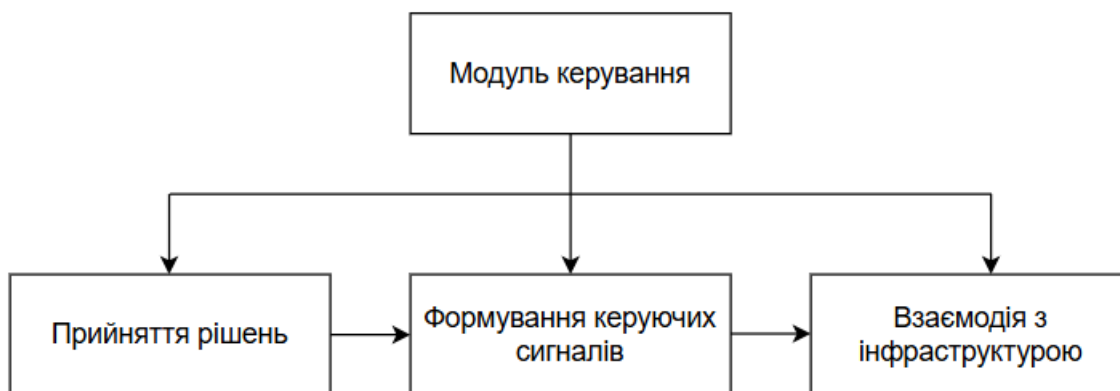 Модуль керування
Прийняття рішень
Формування керуючих
сигналів
Взаємодія з
інфраструктурою